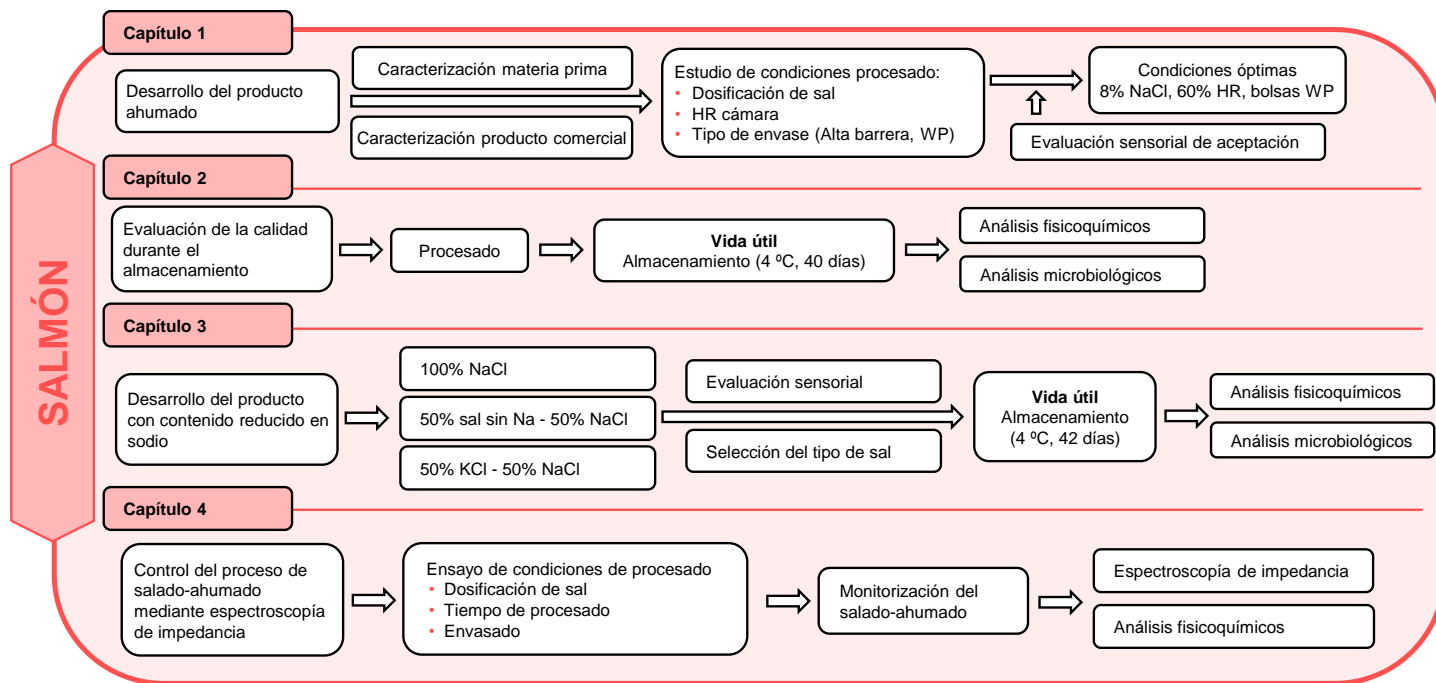 SALMÓN
Capítulo 1
Desarrollo del producto
ahumado
Caracterización materia prima
Caracterización producto comercial
Estudio de condiciones procesado:
• Dosificación de sal
• HR cámara
• Tipo de envase (Alta barrera, WP)
Condiciones óptimas
8% NaCl, 60% HR, bolsas WP
Evaluación sensorial de aceptación
Capítulo 2
Evaluación de la calidad
durante el
almacenamiento
Procesado
Vida útil
Almacenamiento (4 ºC, 40 días)
Análisis fisicoquímicos
Análisis microbiológicos
Capítulo 3
Desarrollo del producto
con contenido reducido en
sodio
100% NaCl
50% sal sin Na - 50% NaCl
50% KCl - 50% NaCl
Evaluación sensorial
Selección del tipo de sal
Vida útil
Almacenamiento
(4 ºC, 42 días)
Análisis fisicoquímicos
Análisis microbiológicos
Capítulo 4
Control del proceso de
salado-ahumado
mediante espectroscopía
de impedancia
Ensayo de condiciones de procesado
• Dosificación de sal
• Tiempo de procesado
• Envasado
Monitorización del
salado-ahumado
Espectroscopía de impedancia
Análisis fisicoquímicos